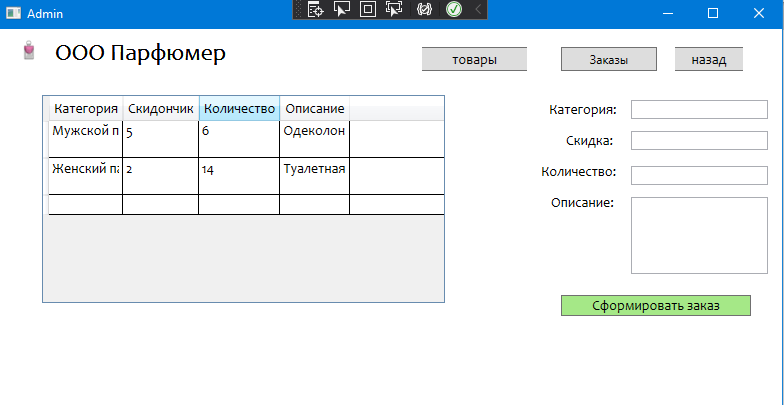 Admin
ООО Парфюмер
товары
Заказы
назад
Категория Скидончик Количество Описание
Мужской п 5 6 Одеколон
Женский па 2 14 Туалетная
Категория:
Скидка:
Количество:
Описание:
Сформировать заказ